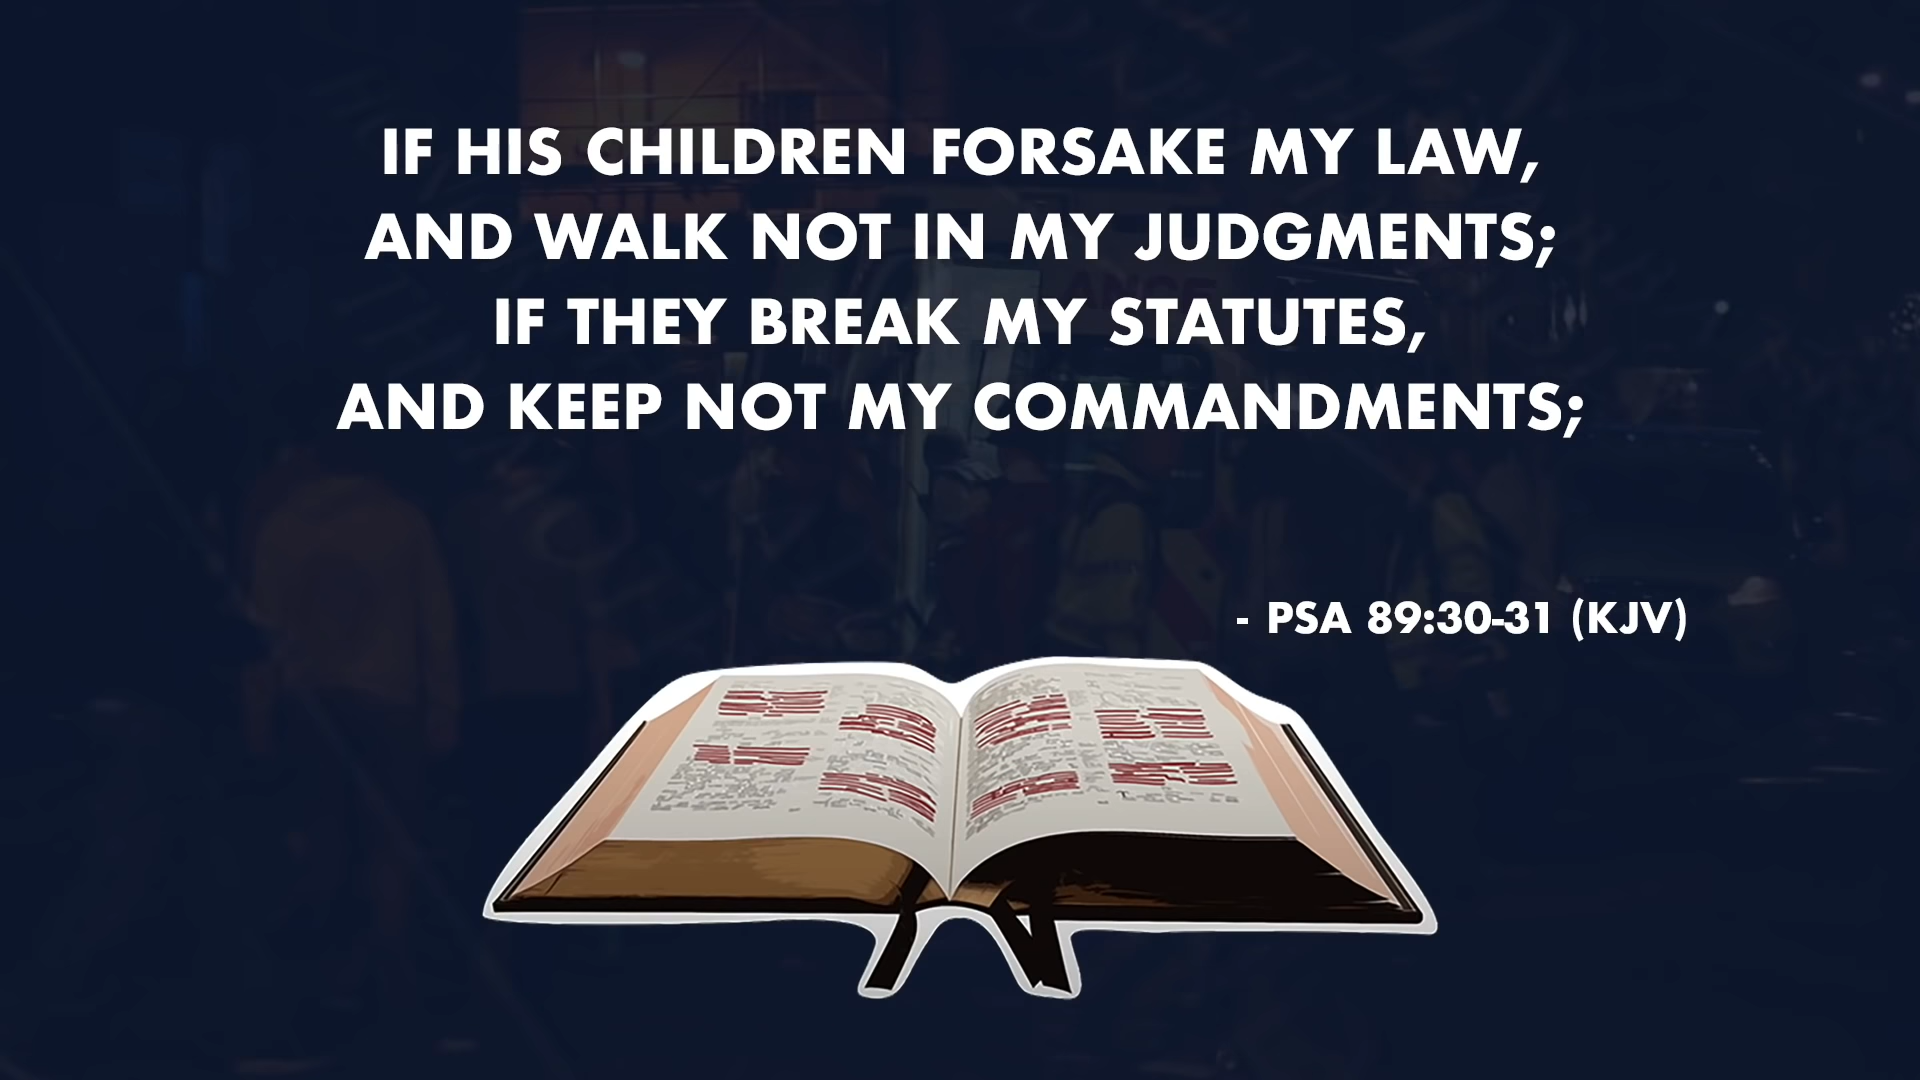 IF HIS CHILDREN FORSAKE MY LAW,
AND WALK NOT IN MY JUDGMENTS;
IF THEY BREAK MY STATUTES,
AND KEEP NOT MY COMMANDMENTS;
- PSA 89:30-31 (KJV)